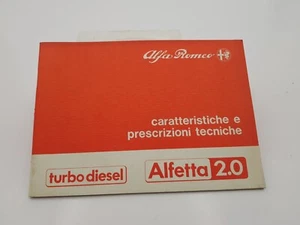 Alfa Romeo
caratteristiche e
prescrizioni tecniche
turbo diesel
Alfetta 2.0